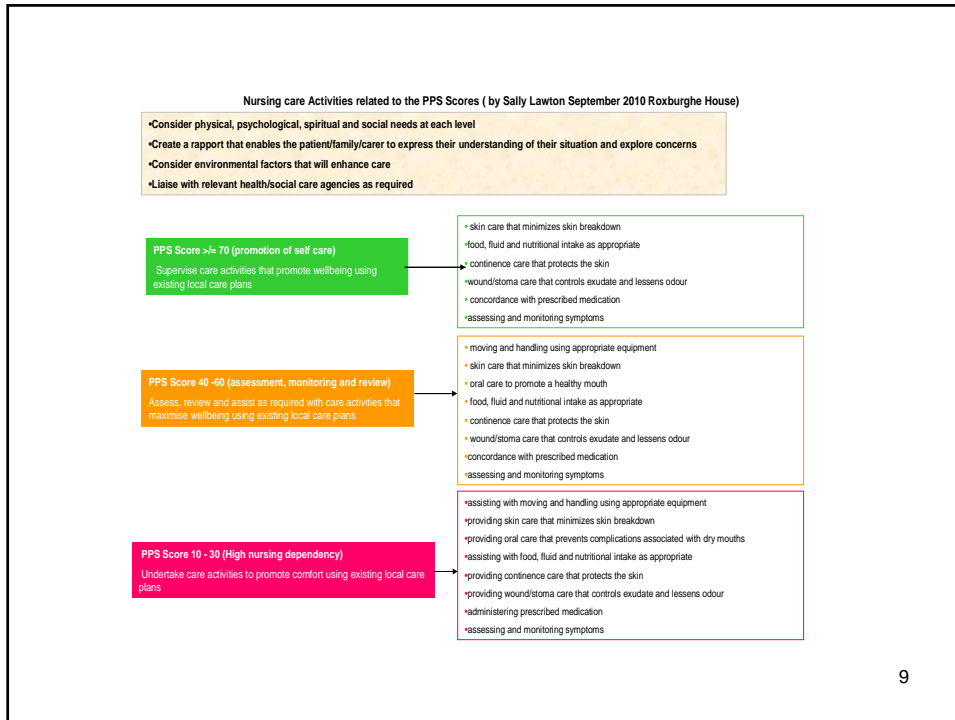 Nursing care Activities related to the PPS Scores ( by Sally Lawton September 2010 Roxburghe House)
•Consider physical, psychological, spiritual and social needs at each level
•Create a rapport that enables the patient/family/carer to express their understanding of their situation and explore concerns
•Consider environmental factors that will enhance care
•Liaise with relevant health/social care agencies as required
PPS Score >/= 70 (promotion of self care)
Supervise care activities that promote wellbeing using
existing local care plans
• skin care that minimizes skin breakdown
•food, fluid and nutritional intake as appropriate
• continence care that protects the skin
•wound/stoma care that controls exudate and lessens odour
• concordance with prescribed medication
•assessing and monitoring symptoms
PPS Score 40 -60 (assessment, monitoring and review)
Assess, review and assist as required with care activities that
maximise wellbeing using existing local care plans
• moving and handling using appropriate equipment
• skin care that minimizes skin breakdown
• oral care to promote a healthy mouth
• food, fluid and nutritional intake as appropriate
• continence care that protects the skin
• wound/stoma care that controls exudate and lessens odour
•concordance with prescribed medication
•assessing and monitoring symptoms
PPS Score 10 - 30 (High nursing dependency)
Undertake care activities to promote comfort using existing local care
plans
•assisting with moving and handling using appropriate equipment
•providing skin care that minimizes skin breakdown
•providing oral care that prevents complications associated with dry mouths
•assisting with food, fluid and nutritional intake as appropriate
•providing continence care that protects the skin
•providing wound/stoma care that controls exudate and lessens odour
•administering prescribed medication
•assessing and monitoring symptoms
9